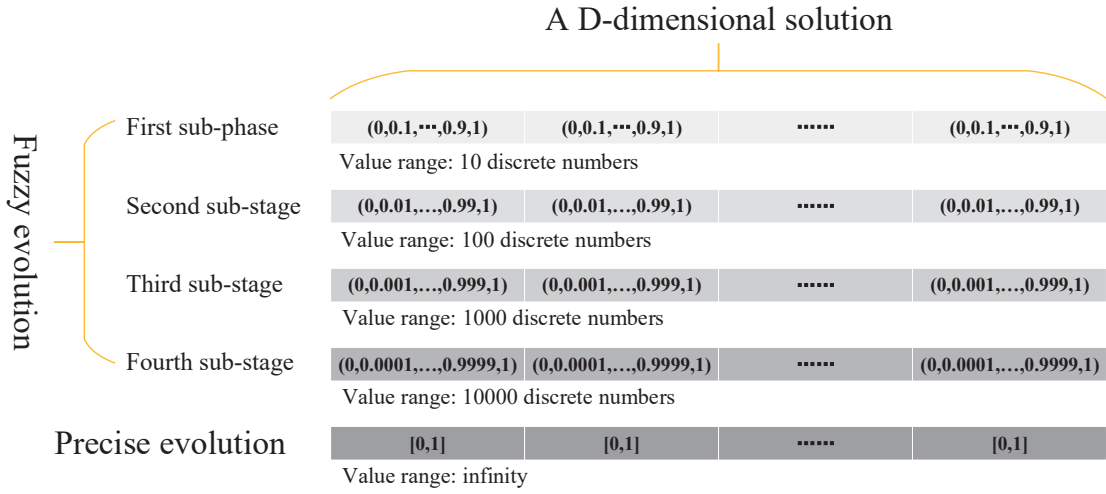 A D-dimensional solution
Fuzzy evolution
First sub-phase
(0,0.1,┅,0.9,1) (0,0.1,┅,0.9,1) ┅┅ (0,0.1,┅,0.9,1)
Value range: 10 discrete numbers
Second sub-stage
(0,0.01,…,0.99,1) (0,0.01,…,0.99,1) ┅┅ (0,0.01,…,0.99,1)
Value range: 100 discrete numbers
Third sub-stage
(0,0.001,…,0.999,1) (0,0.001,…,0.999,1) ┅┅ (0,0.001,…,0.999,1)
Value range: 1000 discrete numbers
Fourth sub-stage
(0,0.0001,…,0.9999,1) (0,0.0001,…,0.9999,1) ┅┅ (0,0.0001,…,0.9999,1)
Value range: 10000 discrete numbers
Precise evolution
[0,1] [0,1] ┅┅ [0,1]
Value range: infinity